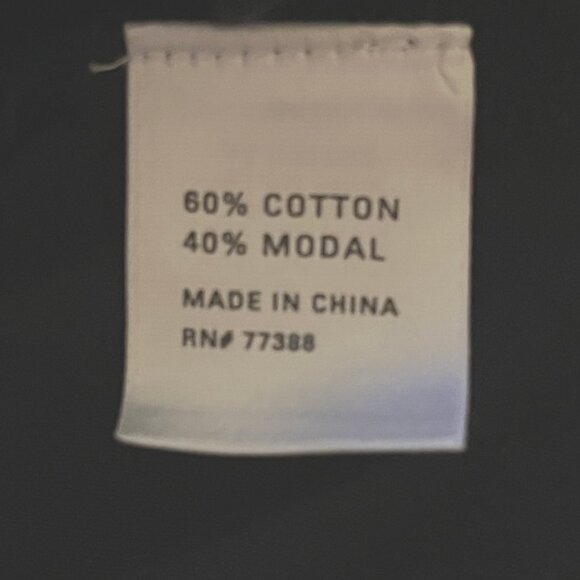 60% COTTON
40% MODAL
MADE IN CHINA
RN# 77388